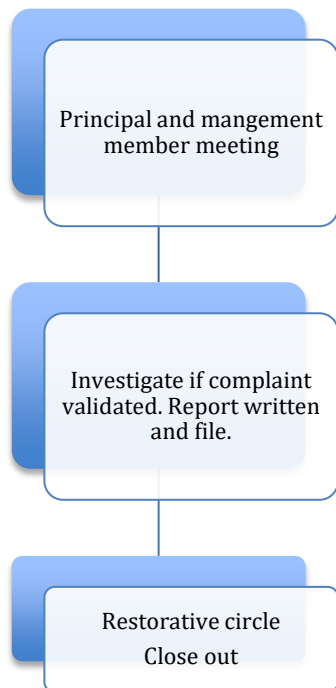 Principal and mangement
member meeting
Investigate if complaint
validated. Report written
and file.
Restorative circle
Close out